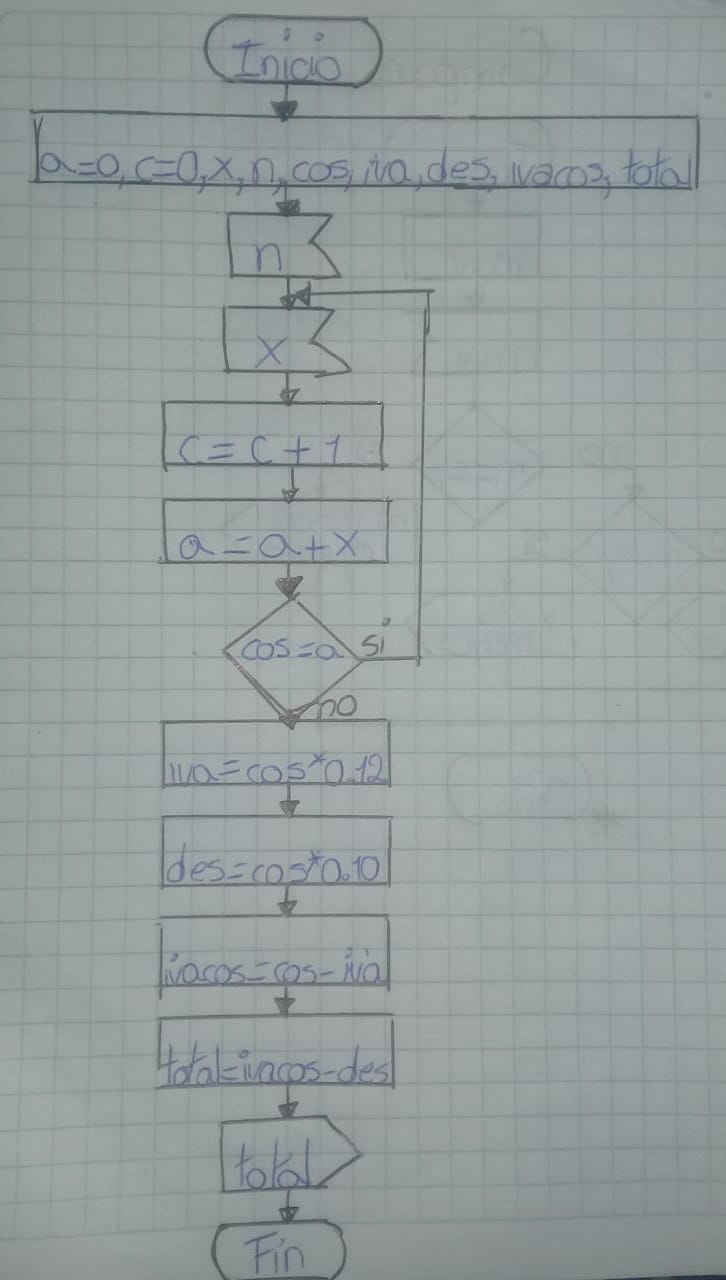 Inicio
a=0, c=0, x, n, cos, iva, des, ivacos, total
n
x
c = c + 1
a = a + x
cos = a si
no
iva = cos*0.12
des = cos*0.10
ivacos = cos - iva
total = ivacos - des
total
Fin